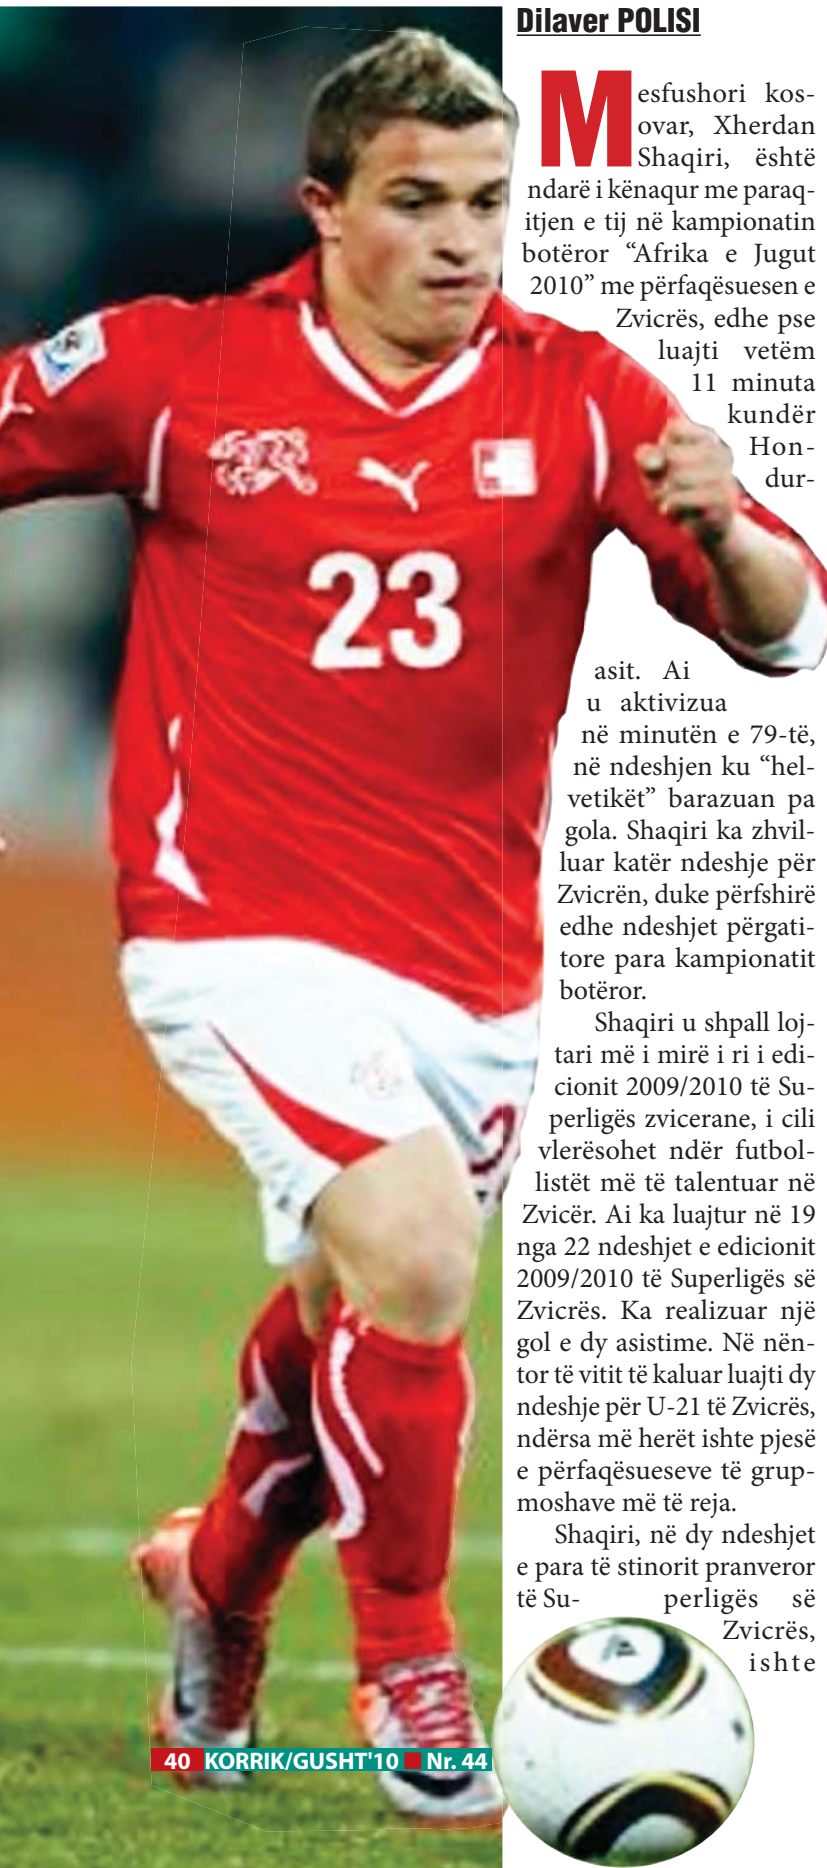 Dilaver POLISI
Mesfushori kos-
ovar, Xherdan
Shaqiri, është
ndarë i kënaqur me paraq-
itjen e tij në kampionatin
botëror “Afrika e Jugut
2010” me përfaqësuesen e
Zvicrës, edhe pse
luajti vetëm
11 minuta
kundër
Hon-
dur-
asit. Ai
u aktivizua
në minutën e 79-të,
në ndeshjen ku “hel-
vetikët” barazuan pa
gola. Shaqiri ka zhvil-
luar katër ndeshje për
Zvicrën, duke përfshirë
edhe ndeshjet përgati-
tore para kampionatit
botëror.
Shaqiri u shpall loj-
tari më i mirë i ri i edi-
cionit 2009/2010 të Su-
perligës zvicerane, i cili
vlerësohet ndër futbol-
listët më të talentuar në
Zvicër. Ai ka luajtur në 19
nga 22 ndeshjet e edicionit
2009/2010 të Superligës së
Zvicrës. Ka realizuar një
gol e dy asistime. Në nën-
tor të vitit të kaluar luajti dy
ndeshje për U-21 të Zvicrës,
ndërsa më herët ishte pjesë
e përfaqësueseve të grup-
moshave më të reja.
Shaqiri, në dy ndeshjet
e para të stinorit pranveror
të Su- perligës së
Zvicrës,
ishte
23
40 KORRIK/GUSHT'10 Nr. 44